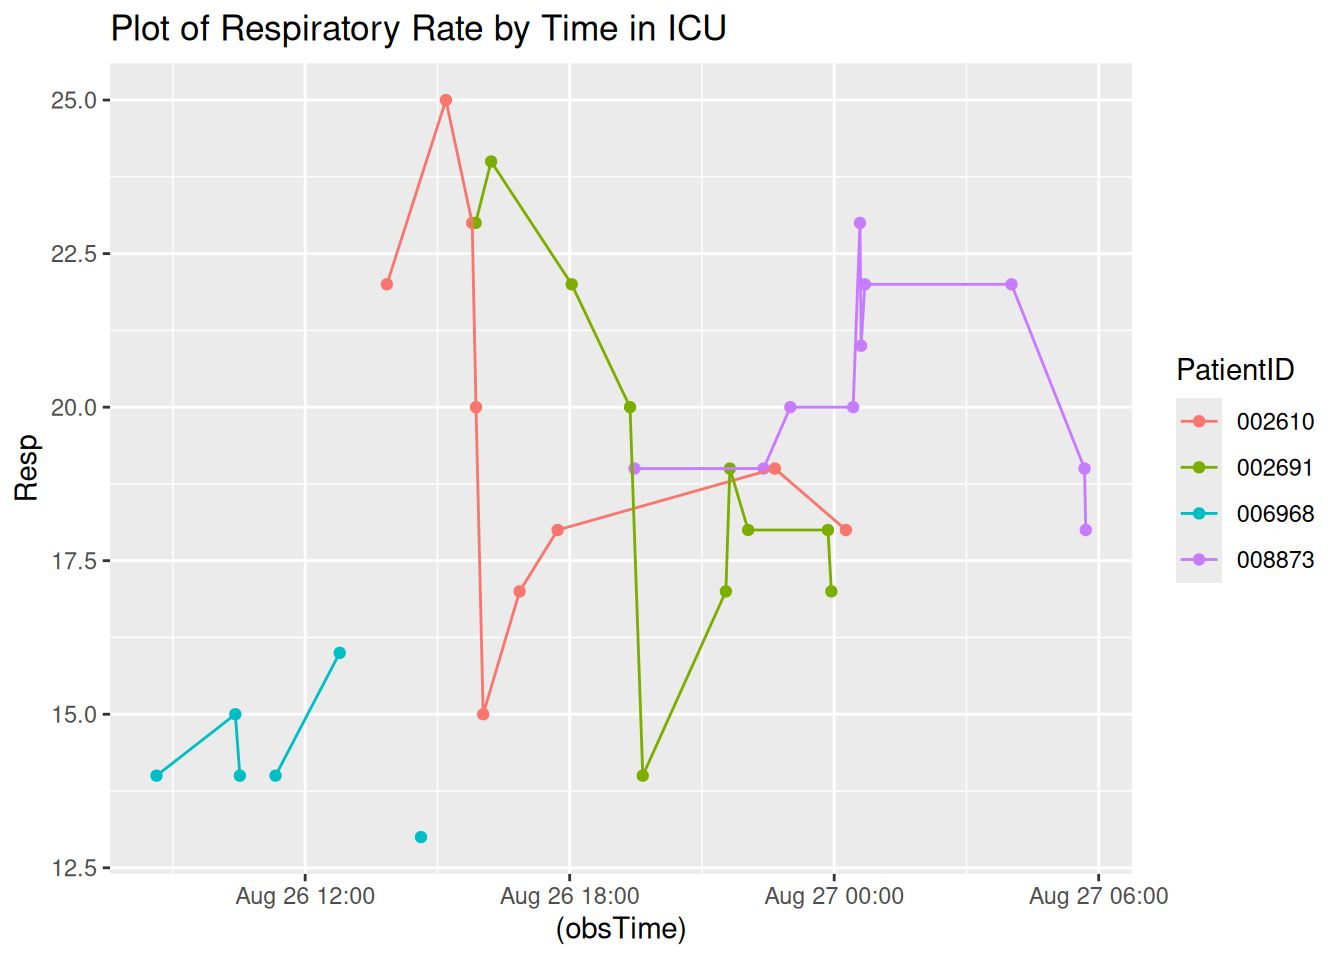 Plot of Respiratory Rate by Time in ICU
25.0
22.5
20.0
17.5
15.0
12.5
Resp
Aug 26 12:00
Aug 26 18:00
Aug 27 00:00
Aug 27 06:00
(obsTime)
PatientID
002610
002691
006968
008873